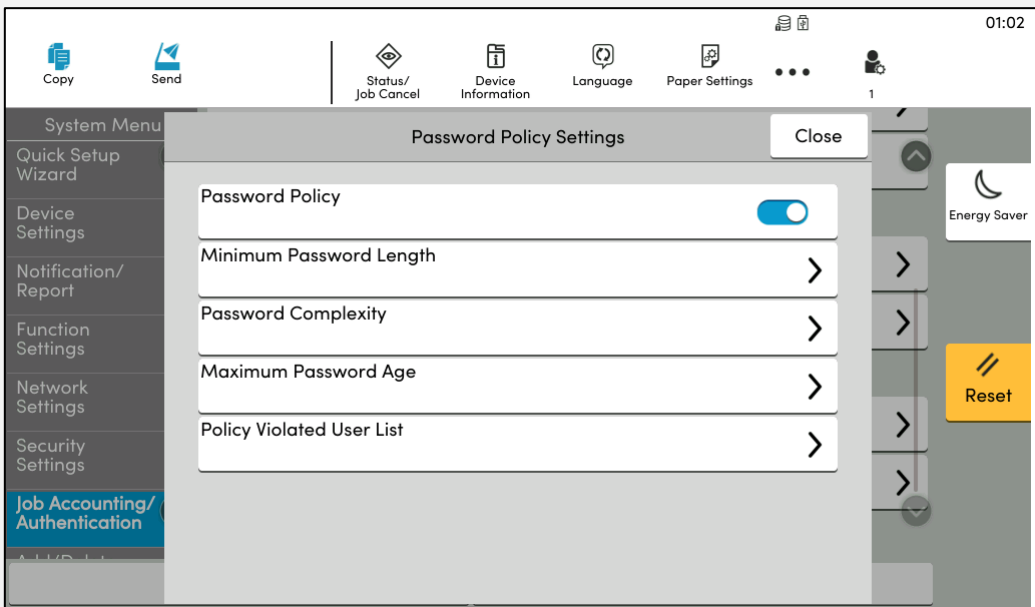 01:02
Copy
Send
Status/
Job Cancel
Device
Information
Language
Paper Settings
1
System Menu
Password Policy Settings
Close
Quick Setup
Wizard
Device
Settings
Notification/
Report
Function
Settings
Network
Settings
Security
Settings
Job Accounting/
Authentication
Password Policy
Minimum Password Length
Password Complexity
Maximum Password Age
Policy Violated User List
Energy Saver
Reset